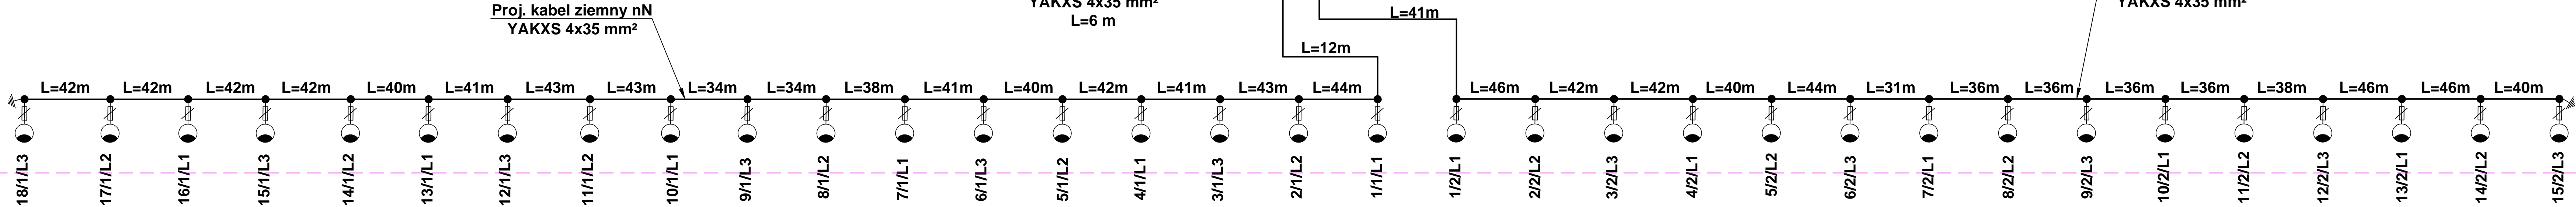 Proj. kabel ziemny nN
YAKXS 4x35 mm²
YAKXS 4x35 mm²
L=6 m
L=41m
L=12m
YAKXS 4x35 mm²
L=42m L=42m L=42m L=42m L=40m L=41m L=43m L=43m L=34m L=34m L=38m L=41m L=40m L=42m L=41m L=43m L=44m L=46m L=42m L=42m L=40m L=44m L=31m L=36m L=36m L=36m L=36m L=38m L=46m L=46m L=40m
18/1/L3
17/1/L2
16/1/L1
15/1/L3
14/1/L2
13/1/L1
12/1/L3
11/1/L2
10/1/L1
9/1/L3
8/1/L2
7/1/L1
6/1/L3
5/1/L2
4/1/L1
3/1/L3
2/1/L2
1/1/L1
1/2/L1
2/2/L2
3/2/L3
4/2/L1
5/2/L2
6/2/L3
7/2/L1
8/2/L2
9/2/L3
10/2/L1
11/2/L2
12/2/L3
13/2/L1
14/2/L2
15/2/L3